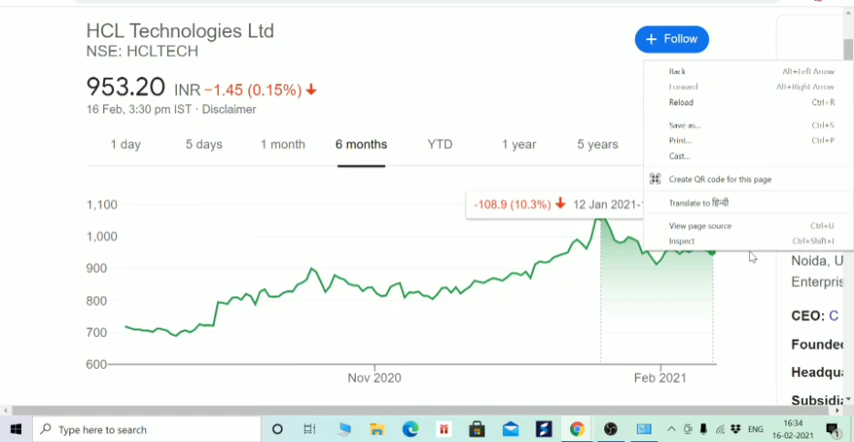 HCL Technologies Ltd
NSE: HCLTECH
+ Follow
953.20 INR −1.45 (0.15%)
16 Feb, 3:30 pm IST · Disclaimer
1 day 5 days 1 month 6 months YTD 1 year 5 years
Back Alt+Left Arrow
Forward Alt+Right Arrow
Reload Ctrl+R
Save as... Ctrl+S
Print... Ctrl+P
Cast...
Create QR code for this page
Translate to हिन्दी
View page source Ctrl+U
Inspect Ctrl+Shift+I
-108.9 (10.3%) 12 Jan 2021-
1,100
1,000
900
800
700
600
Nov 2020 Feb 2021
Noida, U
Enterpris
CEO: C
Founde
Headqua
Subsidia
Type here to search
ENG
16:34
16-02-2021
1